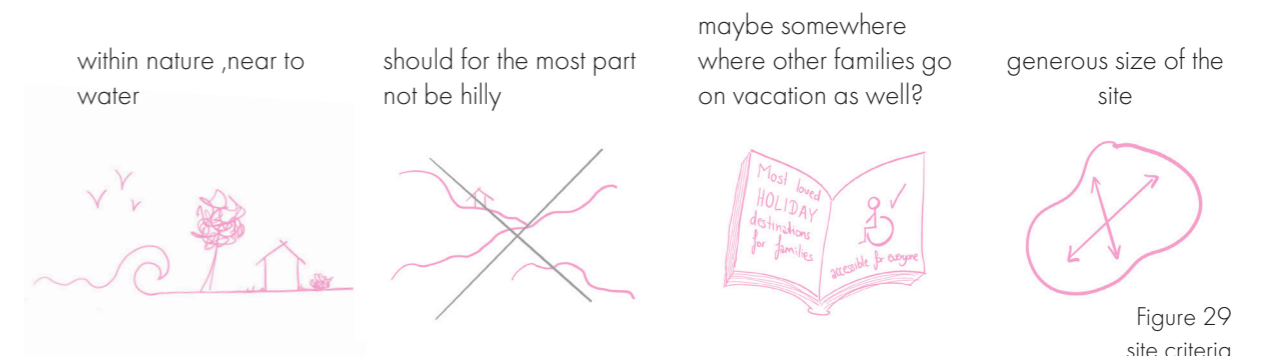 within nature ,near to
water
should for the most part
not be hilly
maybe somewhere
where other families go
on vacation as well?
generous size of the
site
Most loved
HOLIDAY
destinations
for families
accessible for everyone
Figure 29
site criteria